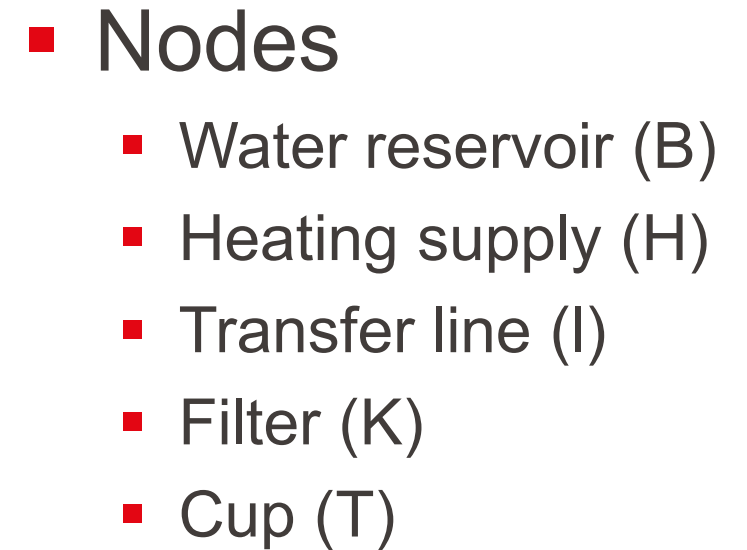 Nodes
Water reservoir (B)
Heating supply (H)
Transfer line (I)
Filter (K)
Cup (T)